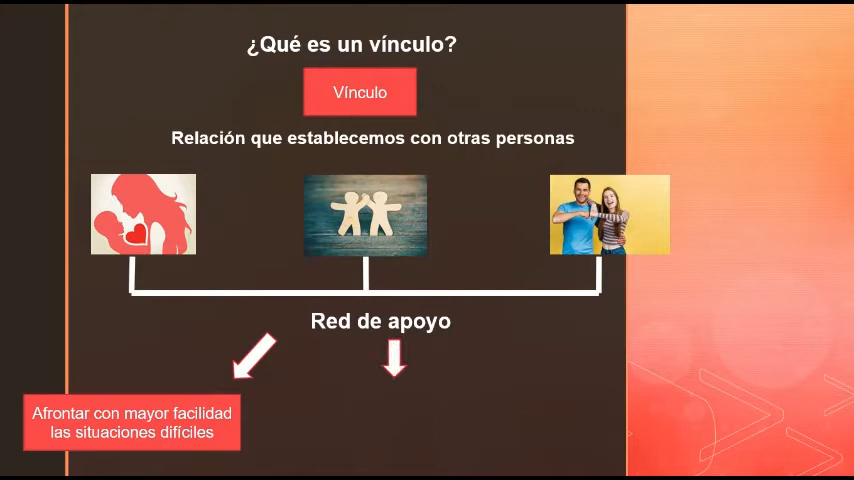 ¿Qué es un vínculo?
Vínculo
Relación que establecemos con otras personas
Red de apoyo
Afrontar con mayor facilidad
las situaciones difíciles